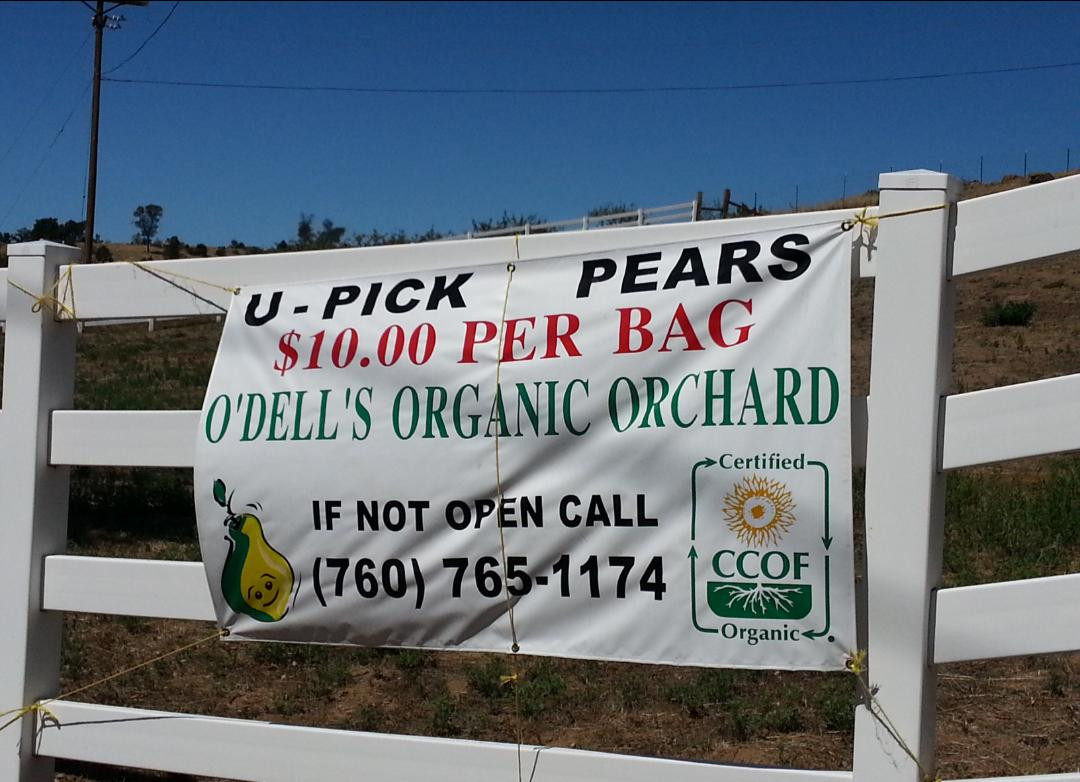 U-PICK PEARS
$10.00 PER BAG
O'DELL'S ORGANIC ORCHARD
IF NOT OPEN CALL
(760) 765-1174
Certified
CCOF
Organic